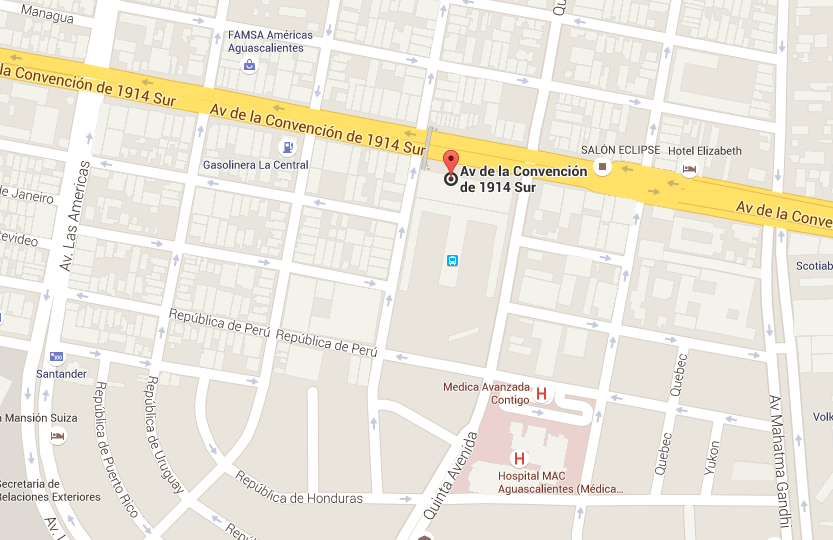 Managua
FAMSA Américas
Aguascalientes
la Convención de 1914 Sur
Av de la Convención de 1914 Sur
SALÓN ECLIPSE
Hotel Elizabeth
Gasolinera La Central
Av de la Convención
de 1914 Sur
de Janeiro
Av. Las Americas
Av de la Conve
evideo
Scotiab
República de Perú
República de Perú
Santander
Quebec
Medica Avanzada
Contigo
n Mansión Suiza
República de Puerto Rico
República de Uruguay
Av Mahatma Gandhi
Volk
Quinta Avenida
Quebec
Yukon
Hospital MAC
Aguascalientes (Médica...
Secretaria de
Relaciones Exteriores
República de Honduras
Av. L
Repú